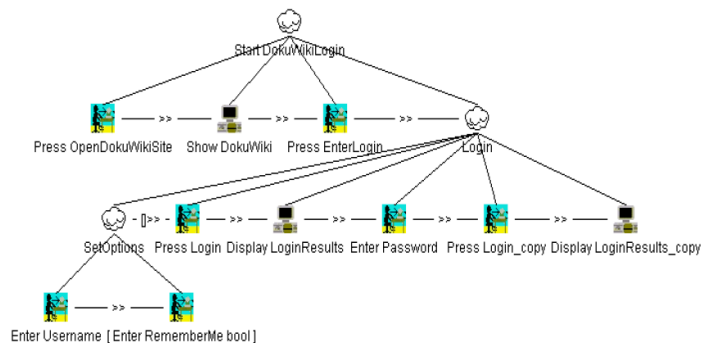 Start DokuWikiLogin
>> >> >>
Press OpenDokuWikiSite Show DokuWiki Press EnterLogin Login
[]>> >> >> >> >>
SetOptions Press Login Display LoginResults Enter Password Press Login_copy Display LoginResults_copy
>>
Enter Username [ Enter RememberMe bool ]